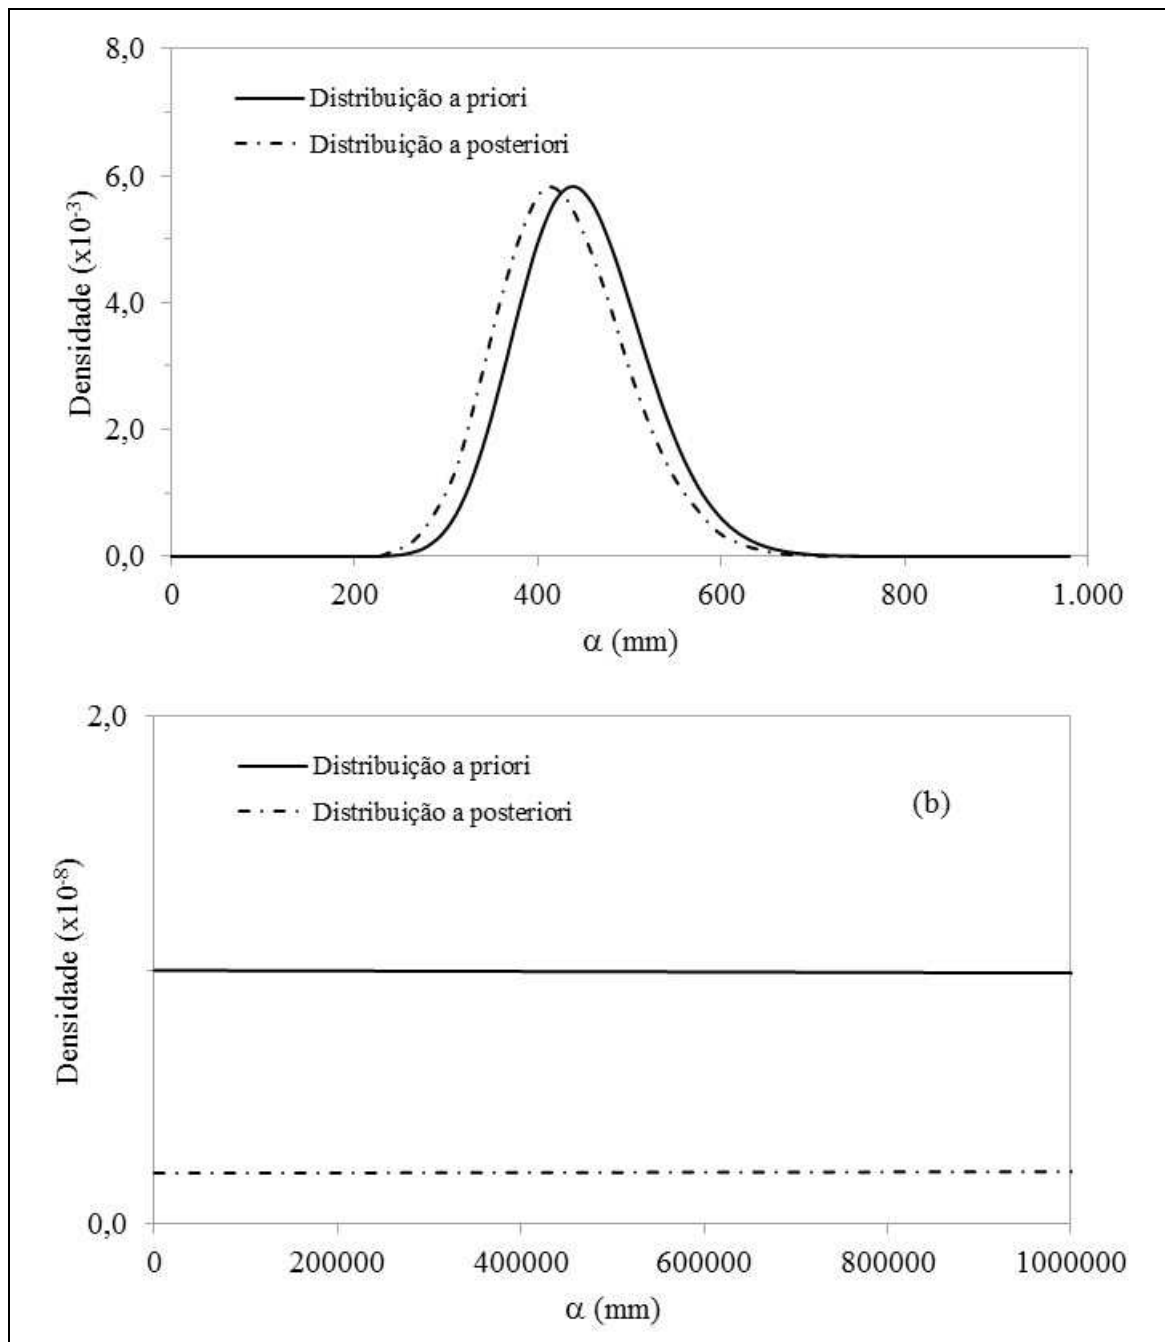 8,0
Distribuição a priori
Distribuição a posteriori
6,0
Densidade (x10-3)
4,0
2,0
0,0
0 200 400 600 800 1.000
α (mm)
2,0
Distribuição a priori
(b)
Distribuição a posteriori
Densidade (x10-8)
0,0
0 200000 400000 600000 800000 1000000
α (mm)